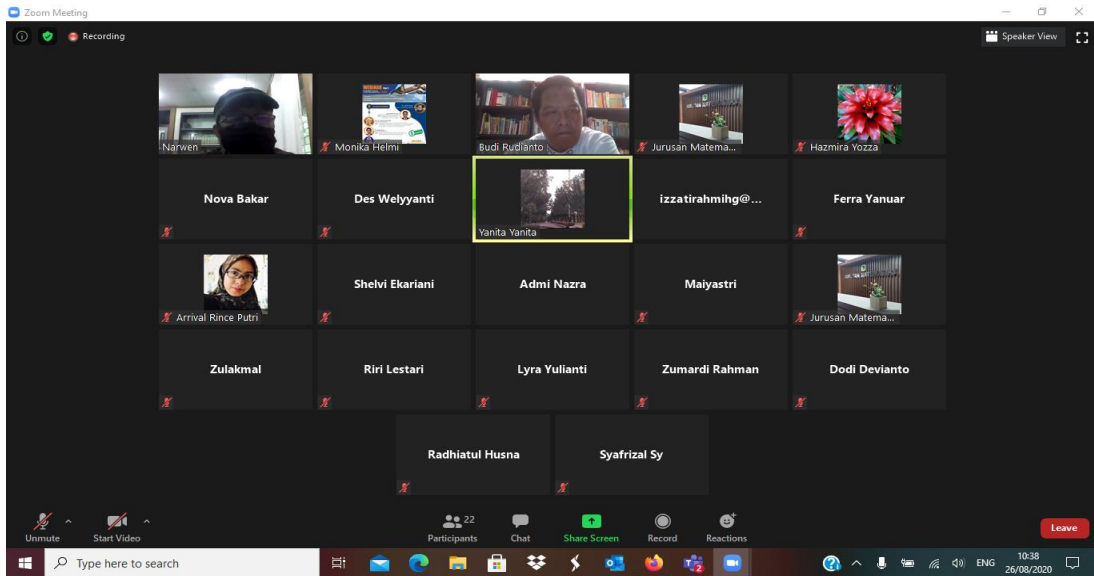 Zoom Meeting
Recording
Speaker View
Narwen
Monika Helmi
Budi Rudianto
Jurusan Matema...
Hazmira Yozza
Nova Bakar
Des Welyyanti
Yanita Yanita
izzatirahmihg@...
Ferra Yanuar
Arrival Rince Putri
Shelvi Ekariani
Admi Nazra
Maiyastri
Jurusan Matema...
Zulakmal
Riri Lestari
Lyra Yulianti
Zumardi Rahman
Dodi Devianto
Radhiatul Husna
Syafrizal Sy
Unmute
Start Video
22
Participants
Chat
Share Screen
Record
Reactions
Leave
Type here to search
ENG
10:38
26/08/2020